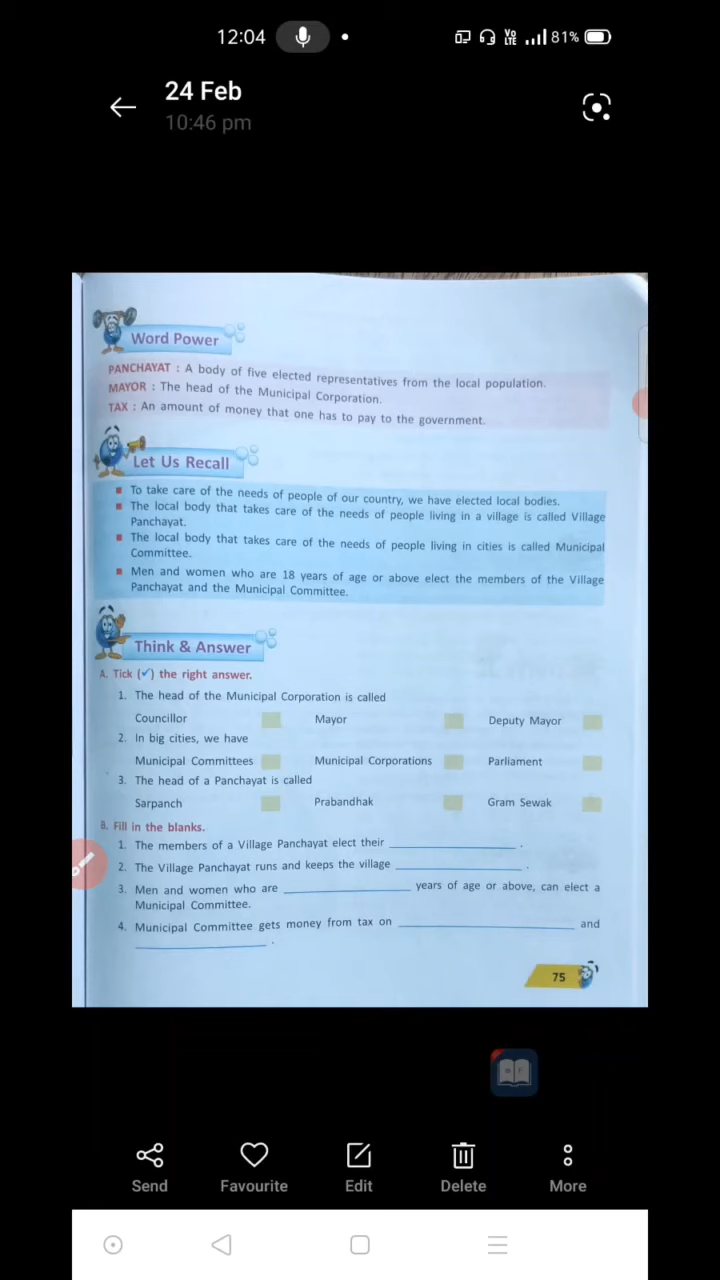 12:04
VO LTE 81%
24 Feb
10:46 pm
Word Power
PANCHAYAT : A body of five elected representatives from the local population.
MAYOR : The head of the Municipal Corporation.
TAX : An amount of money that one has to pay to the government.
Let Us Recall
To take care of the needs of people of our country, we have elected local bodies.
The local body that takes care of the needs of people living in a village is called Village
Panchayat.
The local body that takes care of the needs of people living in cities is called Municipal
Committee.
Men and women who are 18 years of age or above elect the members of the Village
Panchayat and the Municipal Committee.
Think & Answer
A. Tick (✓) the right answer.
1. The head of the Municipal Corporation is called
Councillor Mayor Deputy Mayor
2. In big cities, we have
Municipal Committees Municipal Corporations Parliament
3. The head of a Panchayat is called
Sarpanch Prabandhak Gram Sewak
B. Fill in the blanks.
1. The members of a Village Panchayat elect their ____________ .
2. The Village Panchayat runs and keeps the village ____________ .
3. Men and women who are ____________ years of age or above, can elect a
Municipal Committee.
4. Municipal Committee gets money from tax on ____________ and
____________ .
75
Send Favourite Edit Delete More